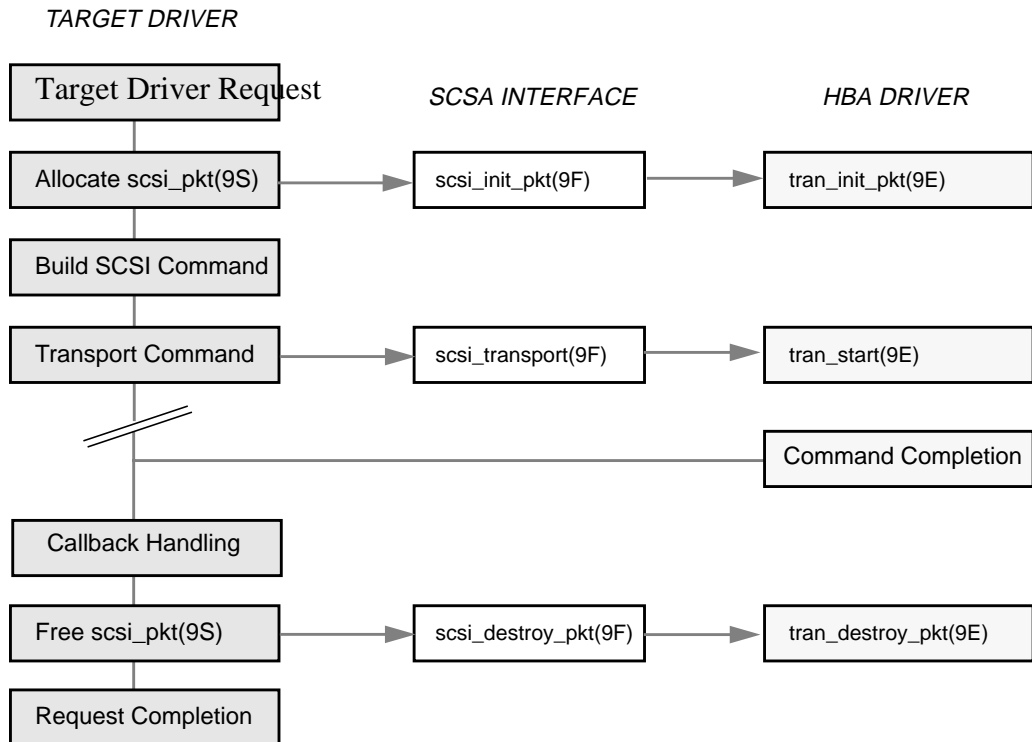 TARGET DRIVER
Target Driver Request
SCSA INTERFACE
HBA DRIVER
Allocate scsi_pkt(9S)
scsi_init_pkt(9F)
tran_init_pkt(9E)
Build SCSI Command
Transport Command
scsi_transport(9F)
tran_start(9E)
Command Completion
Callback Handling
Free scsi_pkt(9S)
scsi_destroy_pkt(9F)
tran_destroy_pkt(9E)
Request Completion